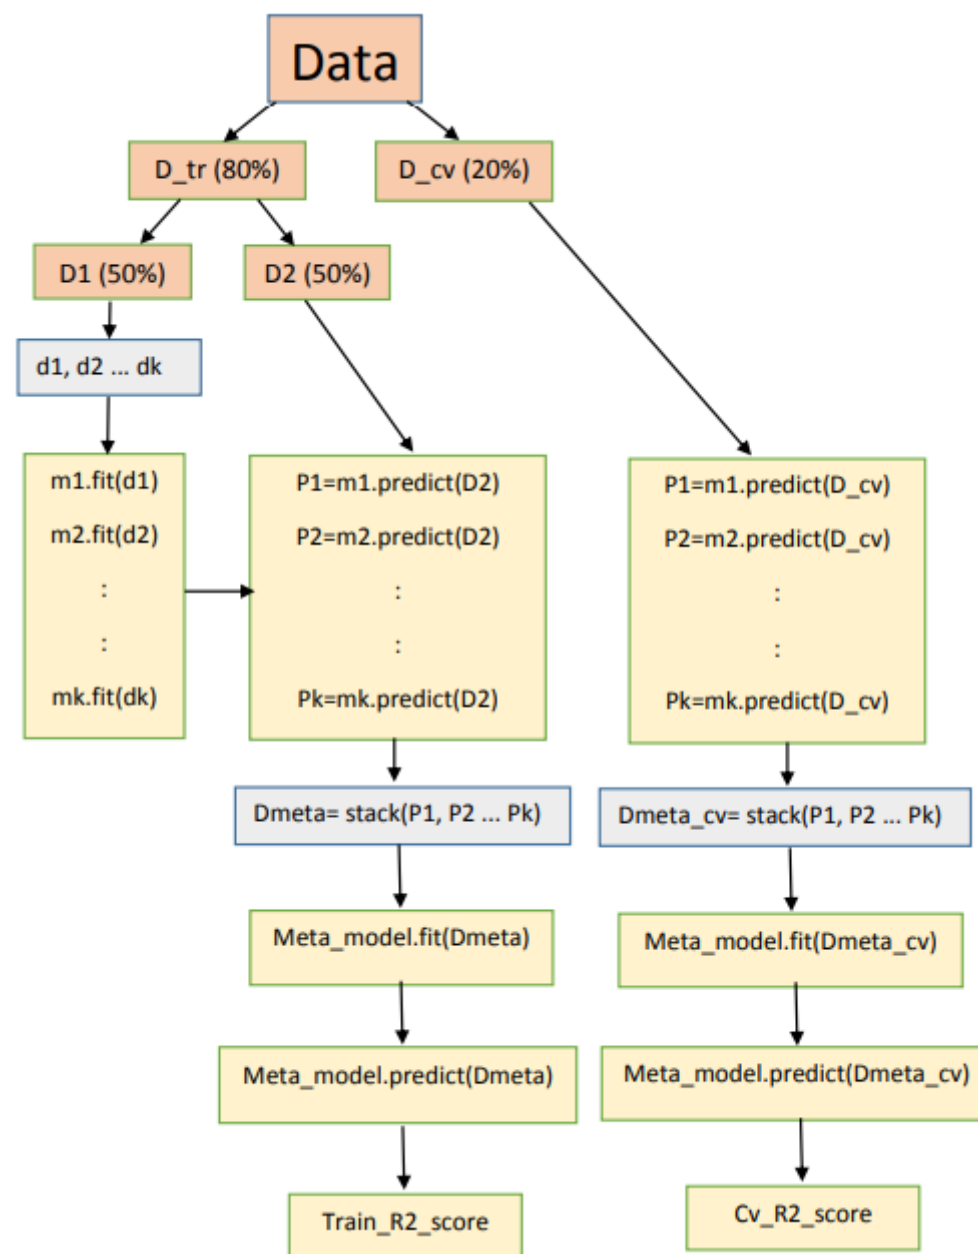 Data
D_tr (80%)
D_cv (20%)
D1 (50%)
D2 (50%)
d1, d2 ... dk
m1.fit(d1)
m2.fit(d2)
:
:
mk.fit(dk)
P1=m1.predict(D2)
P2=m2.predict(D2)
:
:
Pk=mk.predict(D2)
P1=m1.predict(D_cv)
P2=m2.predict(D_cv)
:
:
Pk=mk.predict(D_cv)
Dmeta= stack(P1, P2 ... Pk)
Dmeta_cv= stack(P1, P2 ... Pk)
Meta_model.fit(Dmeta)
Meta_model.fit(Dmeta_cv)
Meta_model.predict(Dmeta)
Meta_model.predict(Dmeta_cv)
Train_R2_score
Cv_R2_score